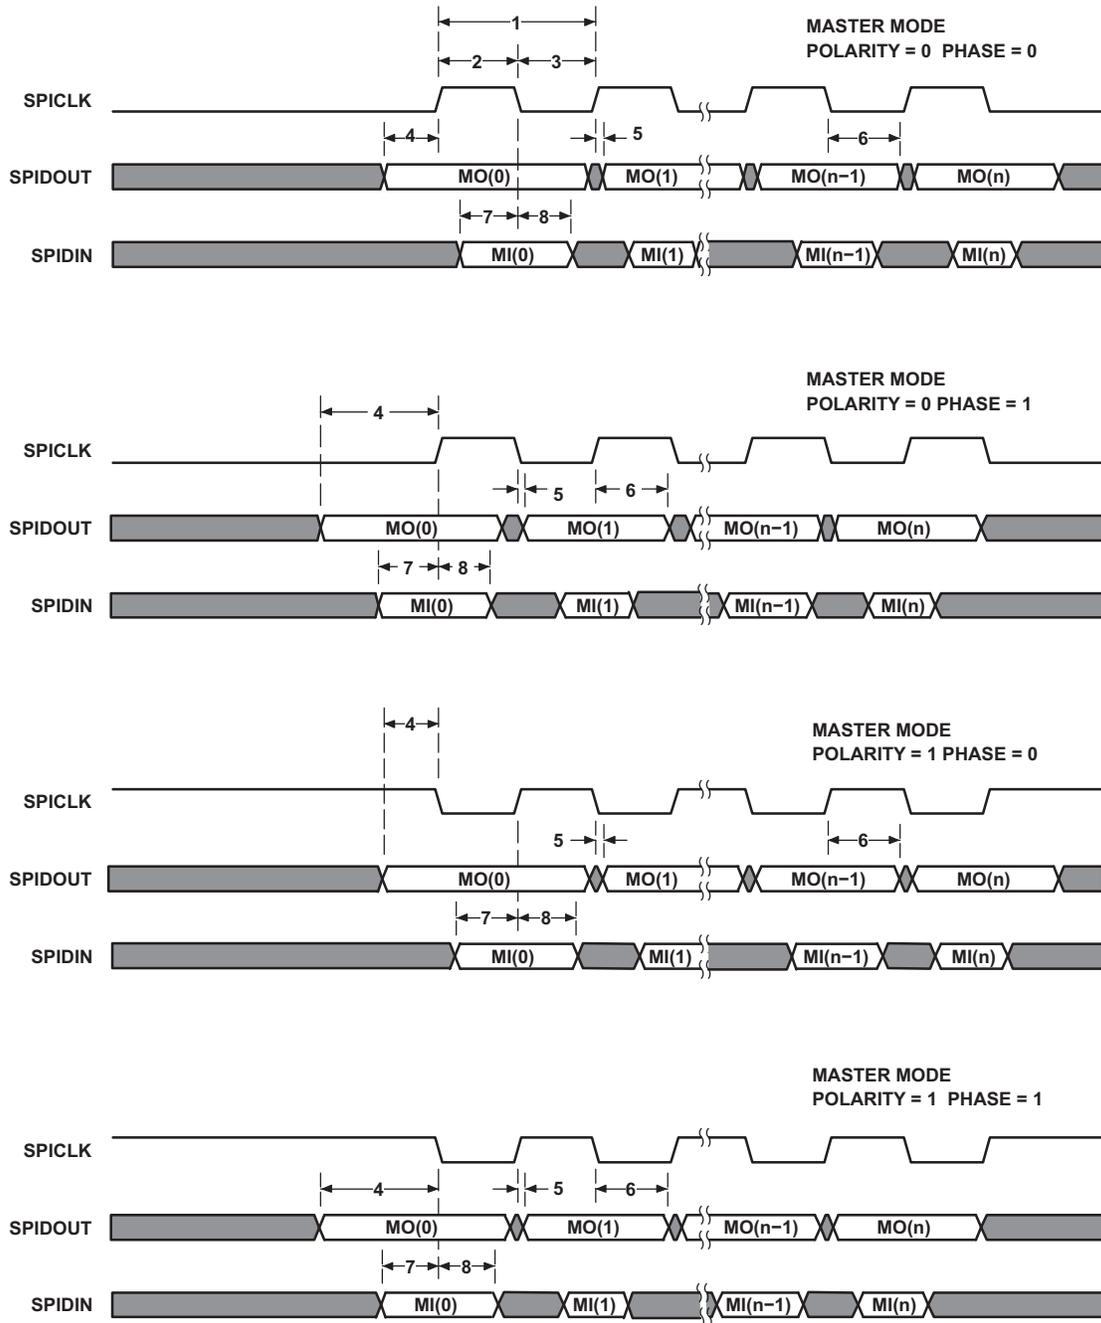 1
MASTER MODE
POLARITY = 0 PHASE = 0
2 3
SPICLK
4 5 6
SPIDOUT MO(0) MO(1) MO(n−1) MO(n)
7 8
SPIDIN MI(0) MI(1) MI(n−1) MI(n)
MASTER MODE
POLARITY = 0 PHASE = 1
4
SPICLK
5 6
SPIDOUT MO(0) MO(1) MO(n−1) MO(n)
7 8
SPIDIN MI(0) MI(1) MI(n−1) MI(n)
4
MASTER MODE
POLARITY = 1 PHASE = 0
SPICLK
5 6
SPIDOUT MO(0) MO(1) MO(n−1) MO(n)
7 8
SPIDIN MI(0) MI(1) MI(n−1) MI(n)
MASTER MODE
POLARITY = 1 PHASE = 1
SPICLK
4 5 6
SPIDOUT MO(0) MO(1) MO(n−1) MO(n)
7 8
SPIDIN MI(0) MI(1) MI(n−1) MI(n)